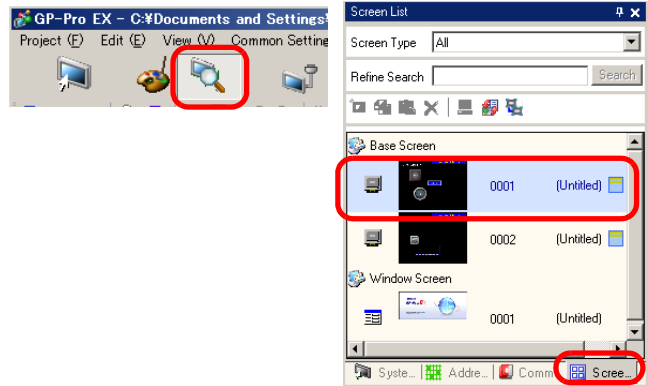 GP-Pro EX - C:¥Documents and Settings¥
Project (F) Edit (E) View (V) Common Settin
Screen List
Screen Type All
Refine Search Search
Base Screen
0001 (Untitled)
0002 (Untitled)
Window Screen
0001 (Untitled)
Syste... Addre... Comm Scree...